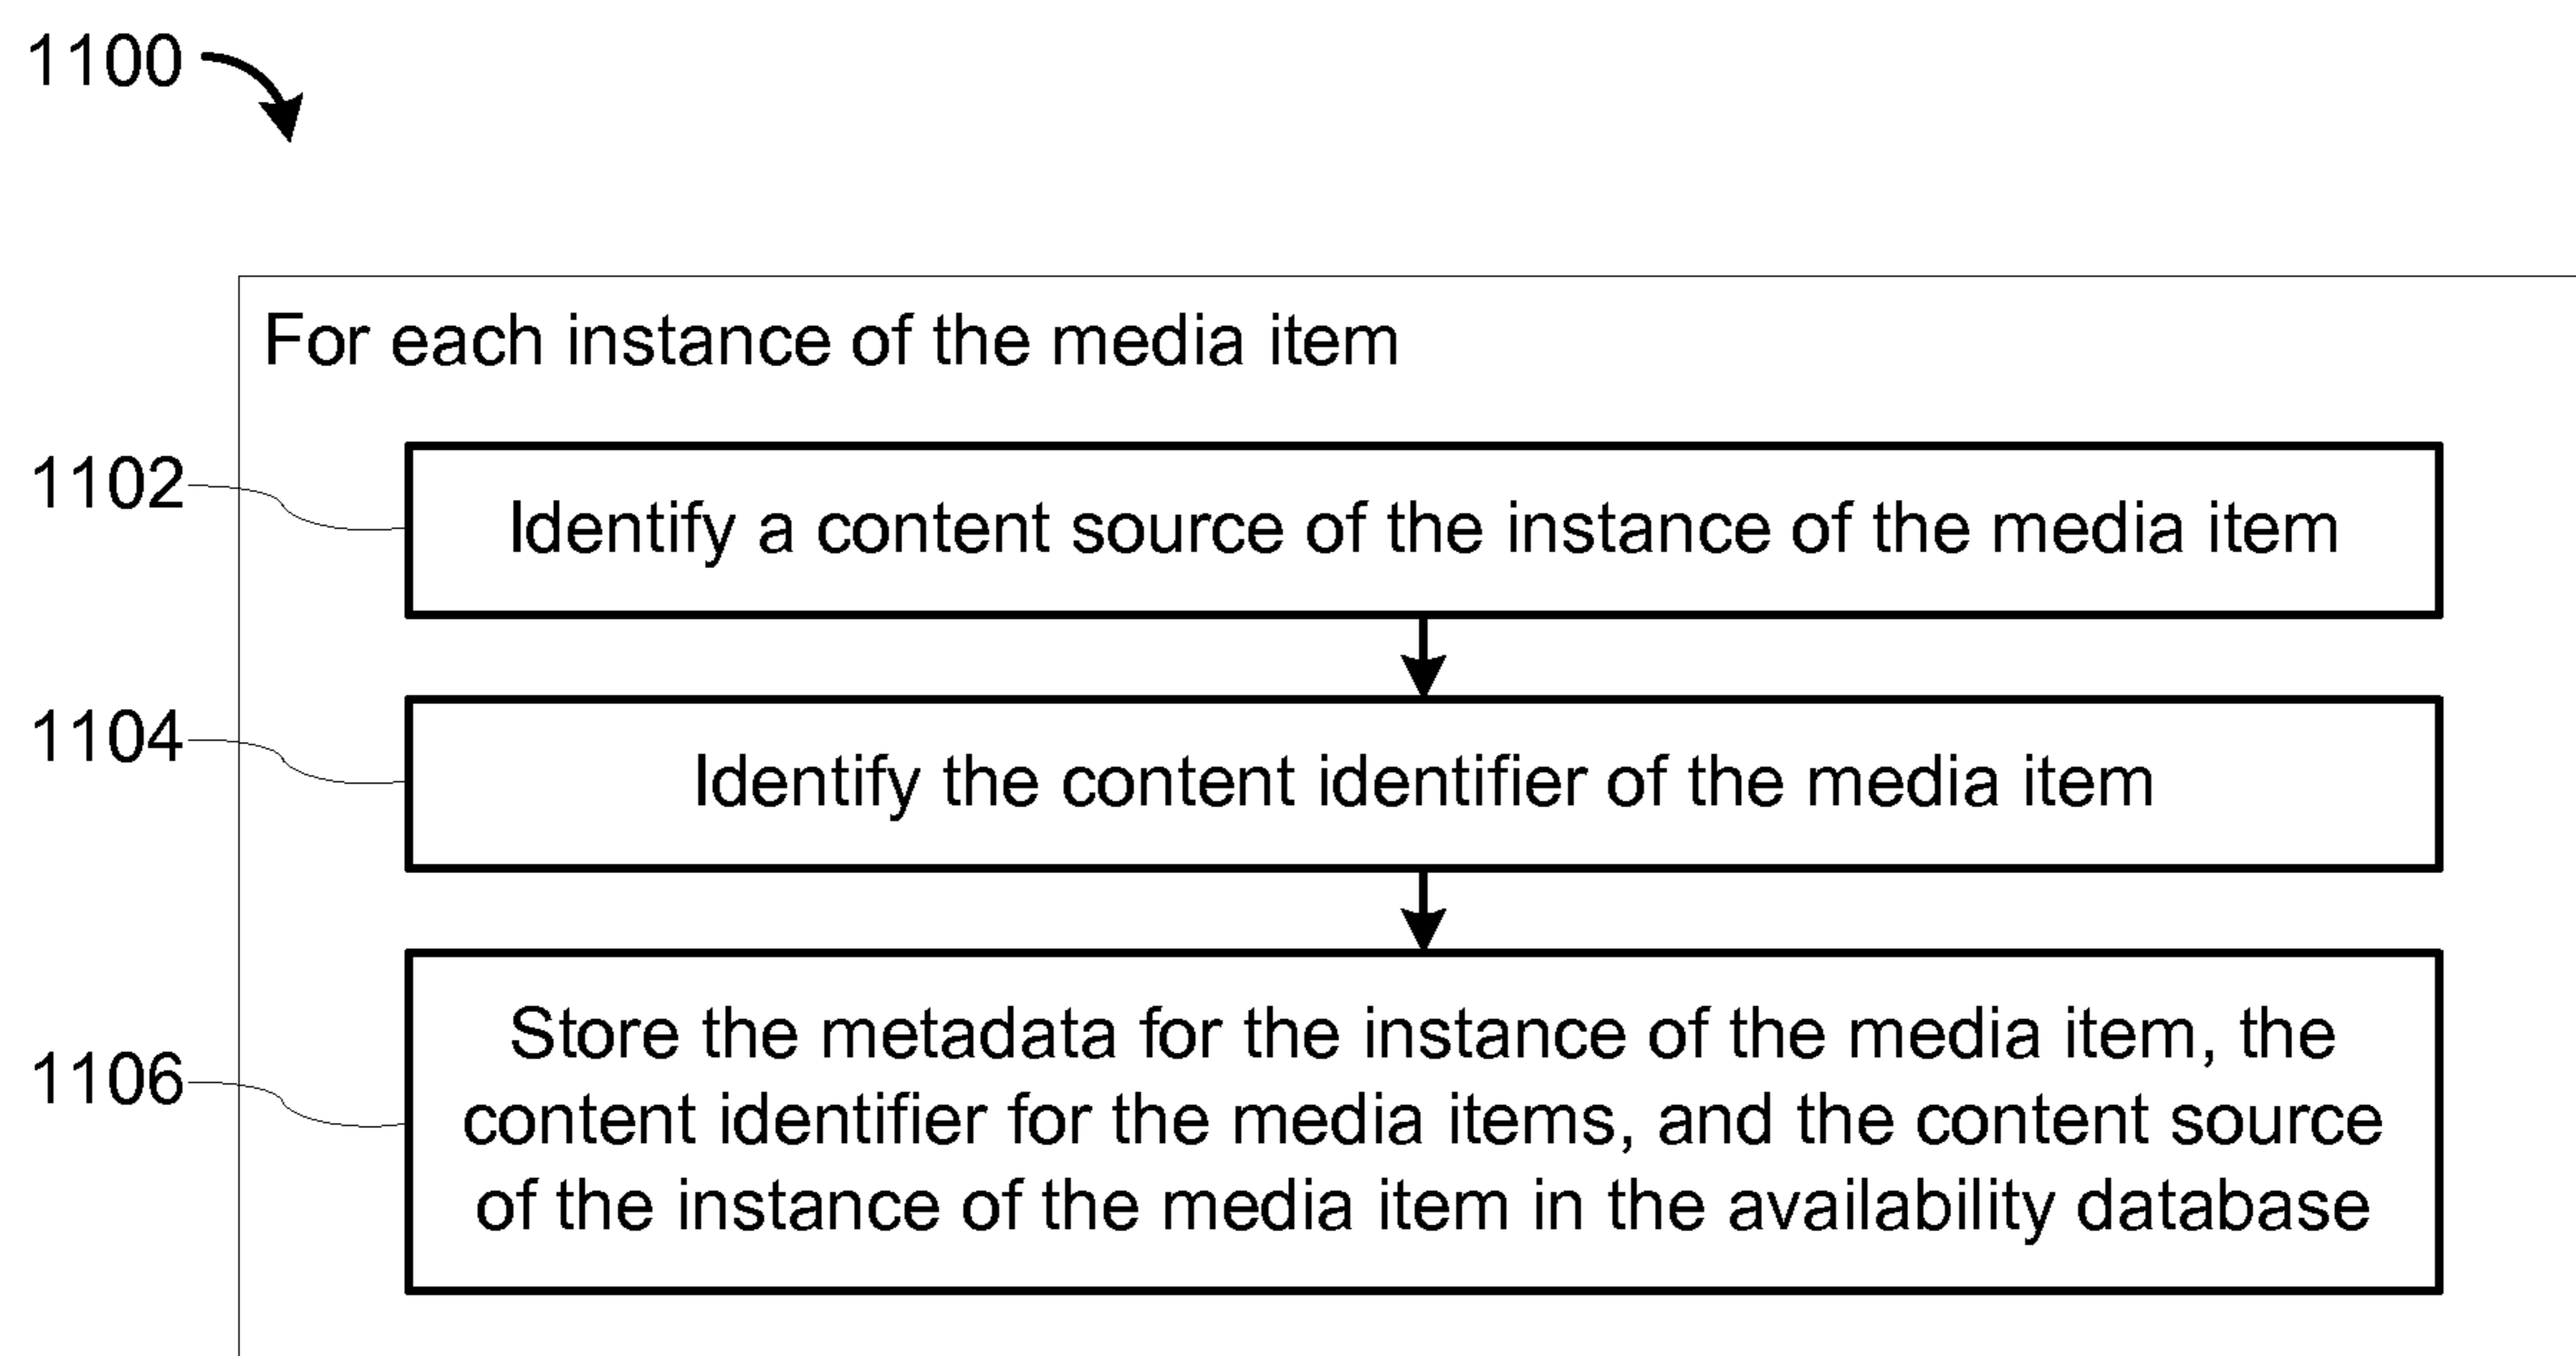 1100
For each instance of the media item
1102
Identify a content source of the instance of the media item
1104
Identify the content identifier of the media item
1106
Store the metadata for the instance of the media item, the
content identifier for the media items, and the content source
of the instance of the media item in the availability database